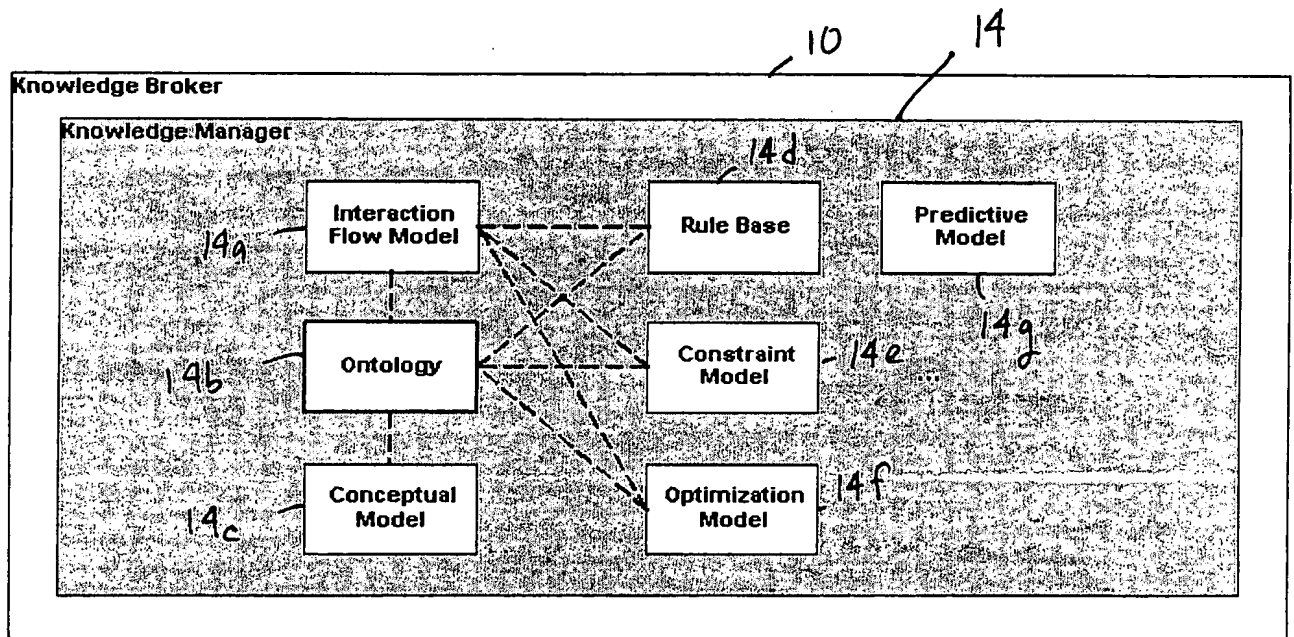 10
14
Knowledge Broker
Knowledge Manager
14d
Interaction
Flow Model
Rule Base
Predictive
Model
14a
14g
Ontology
Constraint
Model
14e
...
14b
Conceptual
Model
Optimization
Model
14f
14c